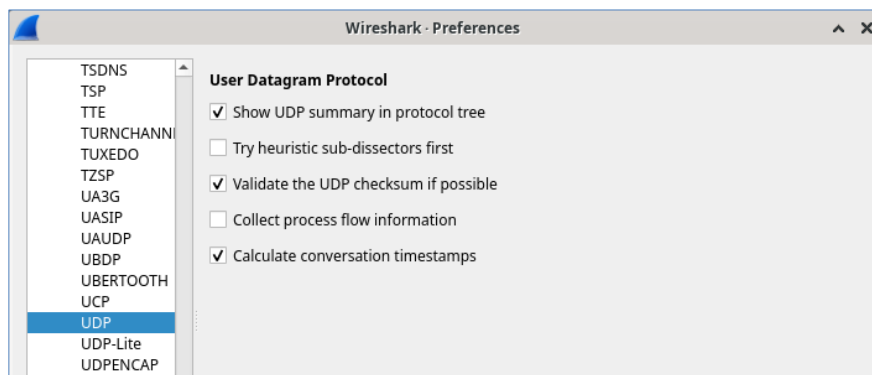 Wireshark · Preferences
TSDNS
TSP
TTE
TURNCHANNI
TUXEDO
TZSP
UA3G
UASIP
UAUDP
UBDP
UBERTOOTH
UCP
UDP
UDP-Lite
UDPENCAP
User Datagram Protocol
Show UDP summary in protocol tree
Try heuristic sub-dissectors first
Validate the UDP checksum if possible
Collect process flow information
Calculate conversation timestamps